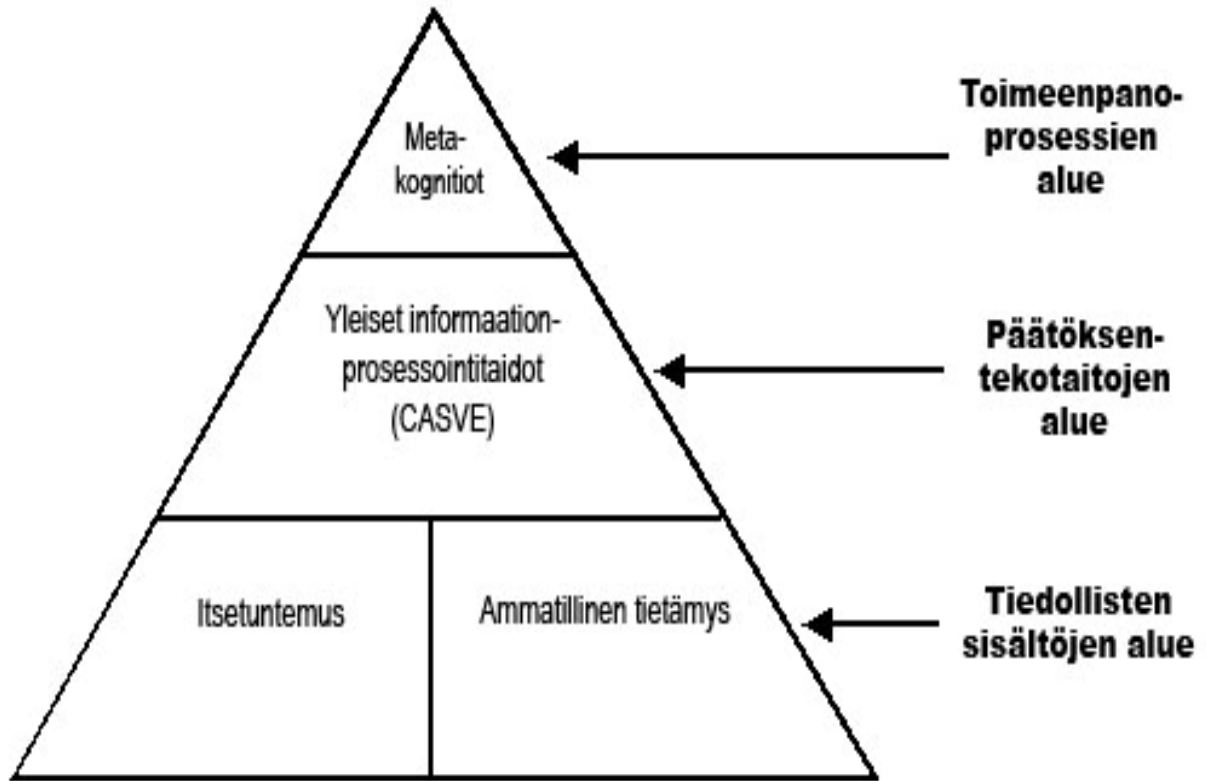 Meta-
kognitiot
Toimeenpano-
prosessien
alue
Yleiset informaation-
prosessointitaidot
(CASVE)
Päätöksen-
tekotaitojen
alue
Itsetuntemus
Ammatillinen tietämys
Tiedollisten
sisältöjen alue